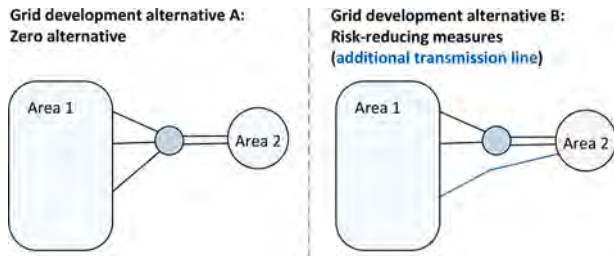 Grid development alternative A:
Zero alternative
Area 1
Area 2
Grid development alternative B:
Risk-reducing measures
(additional transmission line)
Area 1
Area 2